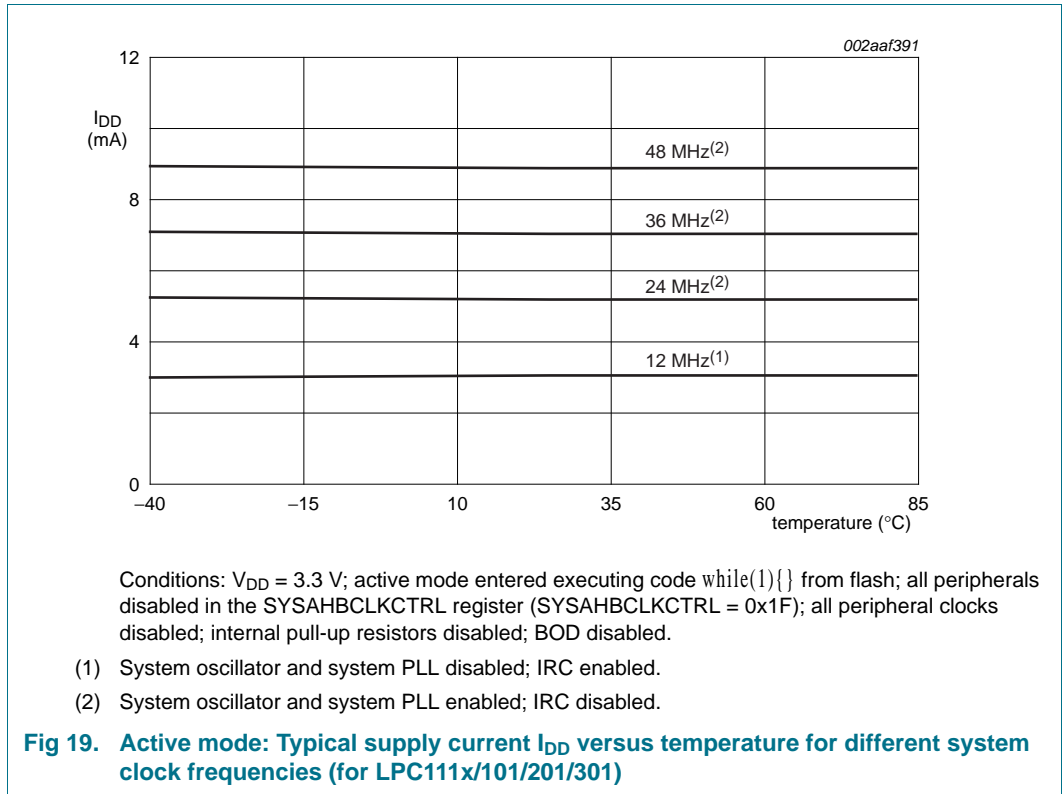 002aaf391
12
IDD
(mA)
48 MHz(2)
8
36 MHz(2)
24 MHz(2)
4
12 MHz(1)
0
−40 −15 10 35 60 85
temperature (°C)
Conditions: VDD = 3.3 V; active mode entered executing code while(1){} from flash; all peripherals
disabled in the SYSAHBCLKCTRL register (SYSAHBCLKCTRL = 0x1F); all peripheral clocks
disabled; internal pull-up resistors disabled; BOD disabled.
(1) System oscillator and system PLL disabled; IRC enabled.
(2) System oscillator and system PLL enabled; IRC disabled.
Fig 19. Active mode: Typical supply current IDD versus temperature for different system
clock frequencies (for LPC111x/101/201/301)